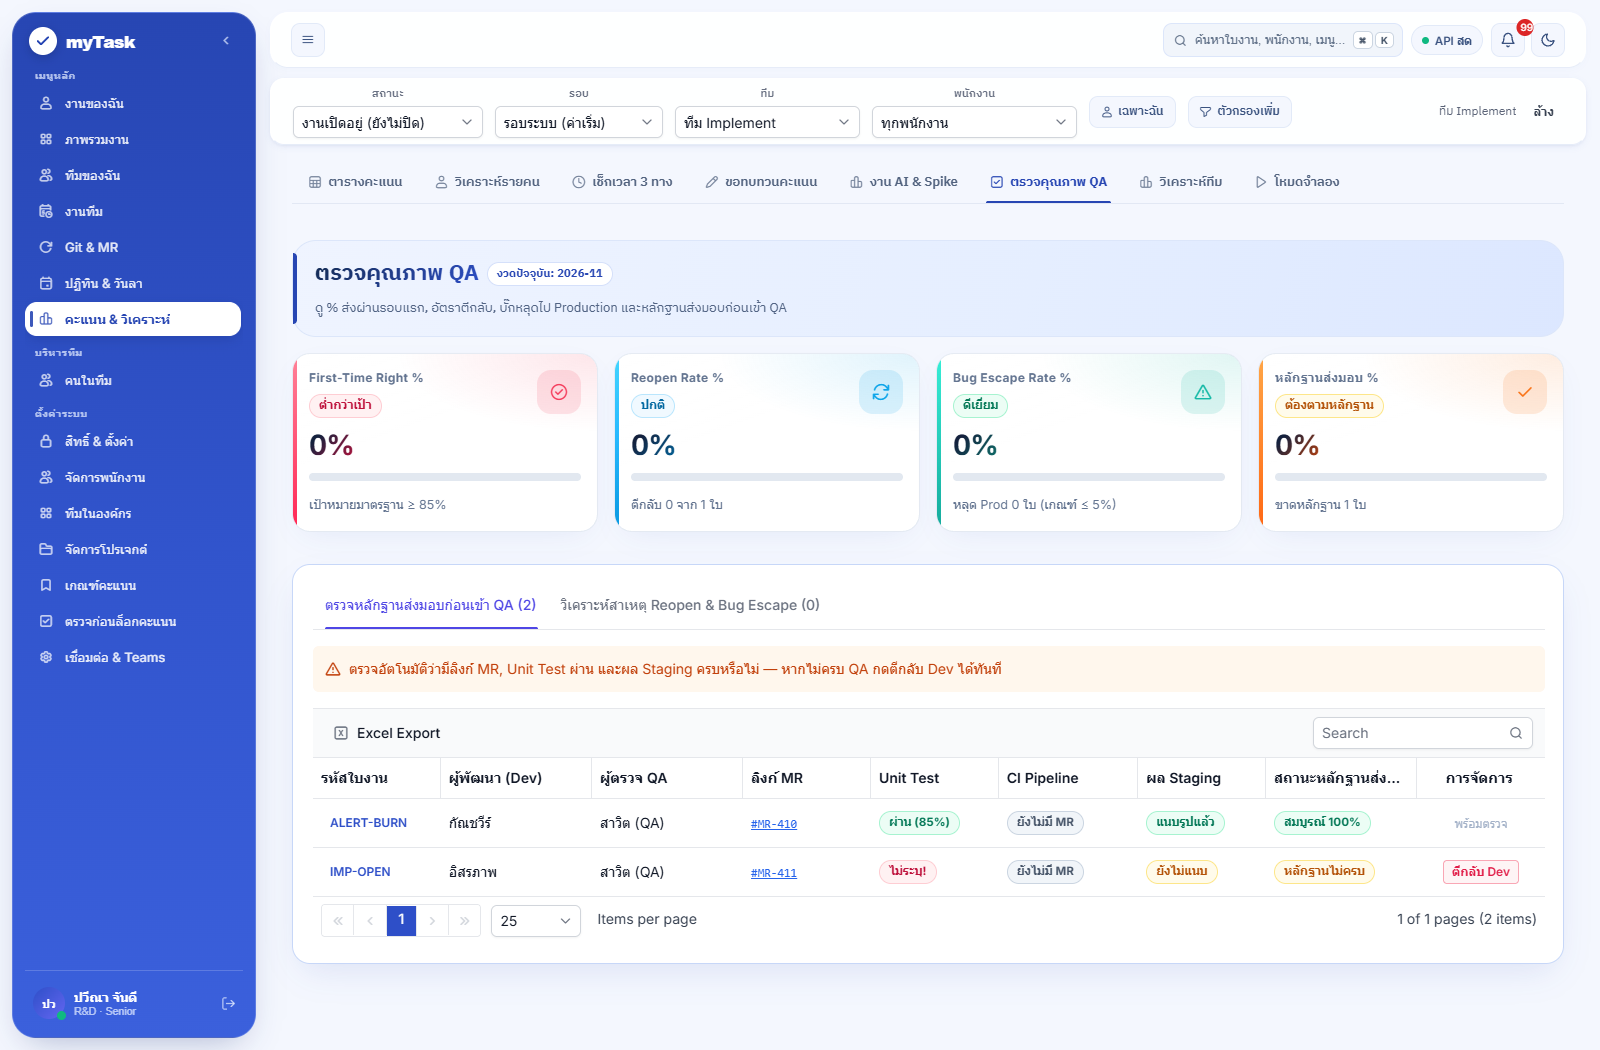 myTask
เมนูหลัก
งานของฉัน
ภาพรวมงาน
ทีมของฉัน
งานทีม
Git & MR
ปฏิทิน & วันลา
คะแนน & วิเคราะห์
บริหารทีม
คนในทีม
ตั้งค่าระบบ
สิทธิ์ & ตั้งค่า
จัดการพนักงาน
ทีมในองค์กร
จัดการโปรเจกต์
เกณฑ์คะแนน
ตรวจก่อนล็อกคะแนน
เชื่อมต่อ & Teams
ปว
ปวีณา จันดี
R&D · Senior
ค้นหาใบงาน, พนักงาน, เมนู... ⌘ K
API สด
99
สถานะ รอบ ทีม พนักงาน
งานเปิดอยู่ (ยังไม่ปิด) รอบระบบ (ค่าเริ่ม) ทีม Implement ทุกพนักงาน เฉพาะฉัน ตัวกรองเพิ่ม ทีม Implement ล้าง
ตารางคะแนน วิเคราะห์รายคน เช็กเวลา 3 ทาง ขอทบทวนคะแนน งาน AI & Spike ตรวจคุณภาพ QA วิเคราะห์ทีม โหมดจำลอง
ตรวจคุณภาพ QA งวดปัจจุบัน: 2026-11
ดู % ส่งผ่านรอบแรก, อัตราตีกลับ, บั๊กหลุดไป Production และหลักฐานส่งมอบก่อนเข้า QA
First-Time Right %
ต่ำกว่าเป้า
0%
เป้าหมายมาตรฐาน ≥ 85%
Reopen Rate %
ปกติ
0%
ตีกลับ 0 จาก 1 ใบ
Bug Escape Rate %
ดีเยี่ยม
0%
หลุด Prod 0 ใบ (เกณฑ์ ≤ 5%)
หลักฐานส่งมอบ %
ต้องตามหลักฐาน
0%
ขาดหลักฐาน 1 ใบ
ตรวจหลักฐานส่งมอบก่อนเข้า QA (2) วิเคราะห์สาเหตุ Reopen & Bug Escape (0)
ตรวจอัตโนมัติว่ามีลิงก์ MR, Unit Test ผ่าน และผล Staging ครบหรือไม่ — หากไม่ครบ QA กดตีกลับ Dev ได้ทันที
Excel Export Search
รหัสใบงาน ผู้พัฒนา (Dev) ผู้ตรวจ QA ลิงก์ MR Unit Test CI Pipeline ผล Staging สถานะหลักฐานส่ง... การจัดการ
ALERT-BURN กัณชวีร์ สาวิต (QA) #MR-410 ผ่าน (85%) ยังไม่มี MR แนบรูปแล้ว สมบูรณ์ 100% พร้อมตรวจ
IMP-OPEN อิสรภาพ สาวิต (QA) #MR-411 ไม่ระบุ! ยังไม่มี MR ยังไม่แนบ หลักฐานไม่ครบ ตีกลับ Dev
1 25 Items per page 1 of 1 pages (2 items)